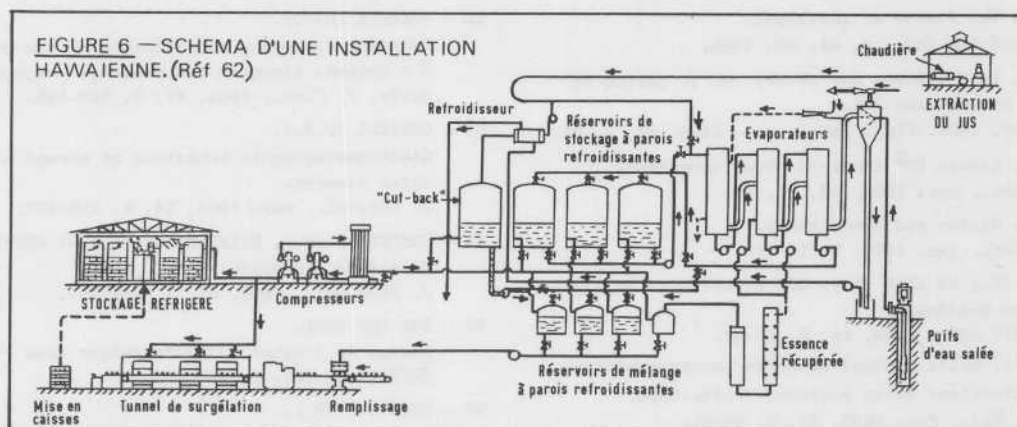 FIGURE 6 — SCHEMA D'UNE INSTALLATION
HAWAIENNE. (Réf 62)
Chaudière
EXTRACTION
DU JUS
Refroidisseur
Réservoirs de
stockage à parois
refroidissantes
Evaporateurs
"Cut-back"
STOCKAGE REFRIGERE
Compresseurs
Essence
récupérée
Puits
d'eau salée
Réservoirs de mélange
à parois refroidissantes
Mise en
caisses
Tunnel de surgélation
Remplissage